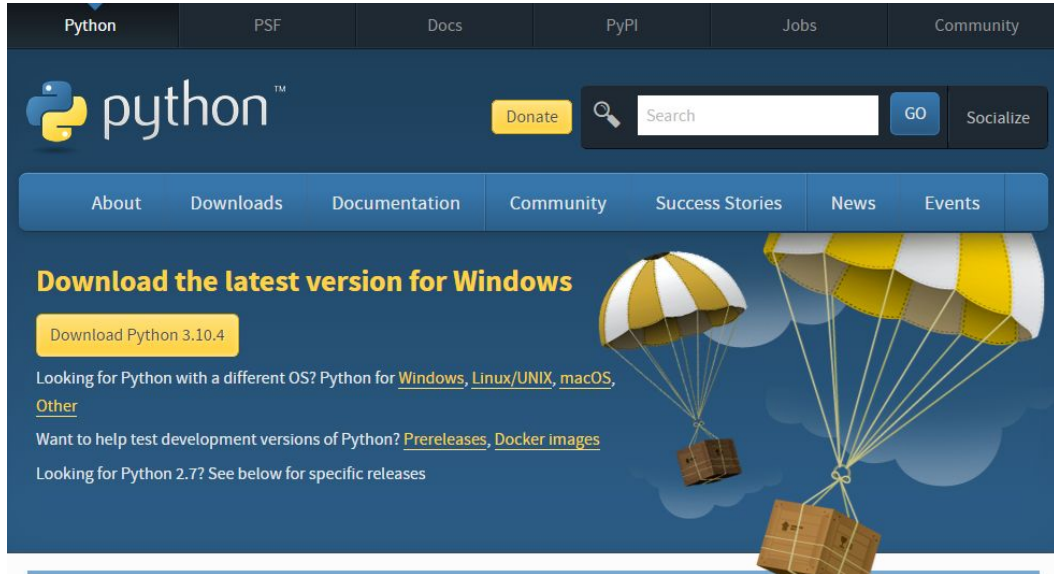 Python PSF Docs PyPI Jobs Community
python™
Donate Search GO Socialize
About Downloads Documentation Community Success Stories News Events
Download the latest version for Windows
Download Python 3.10.4
Looking for Python with a different OS? Python for Windows, Linux/UNIX, macOS,
Other
Want to help test development versions of Python? Prereleases, Docker images
Looking for Python 2.7? See below for specific releases